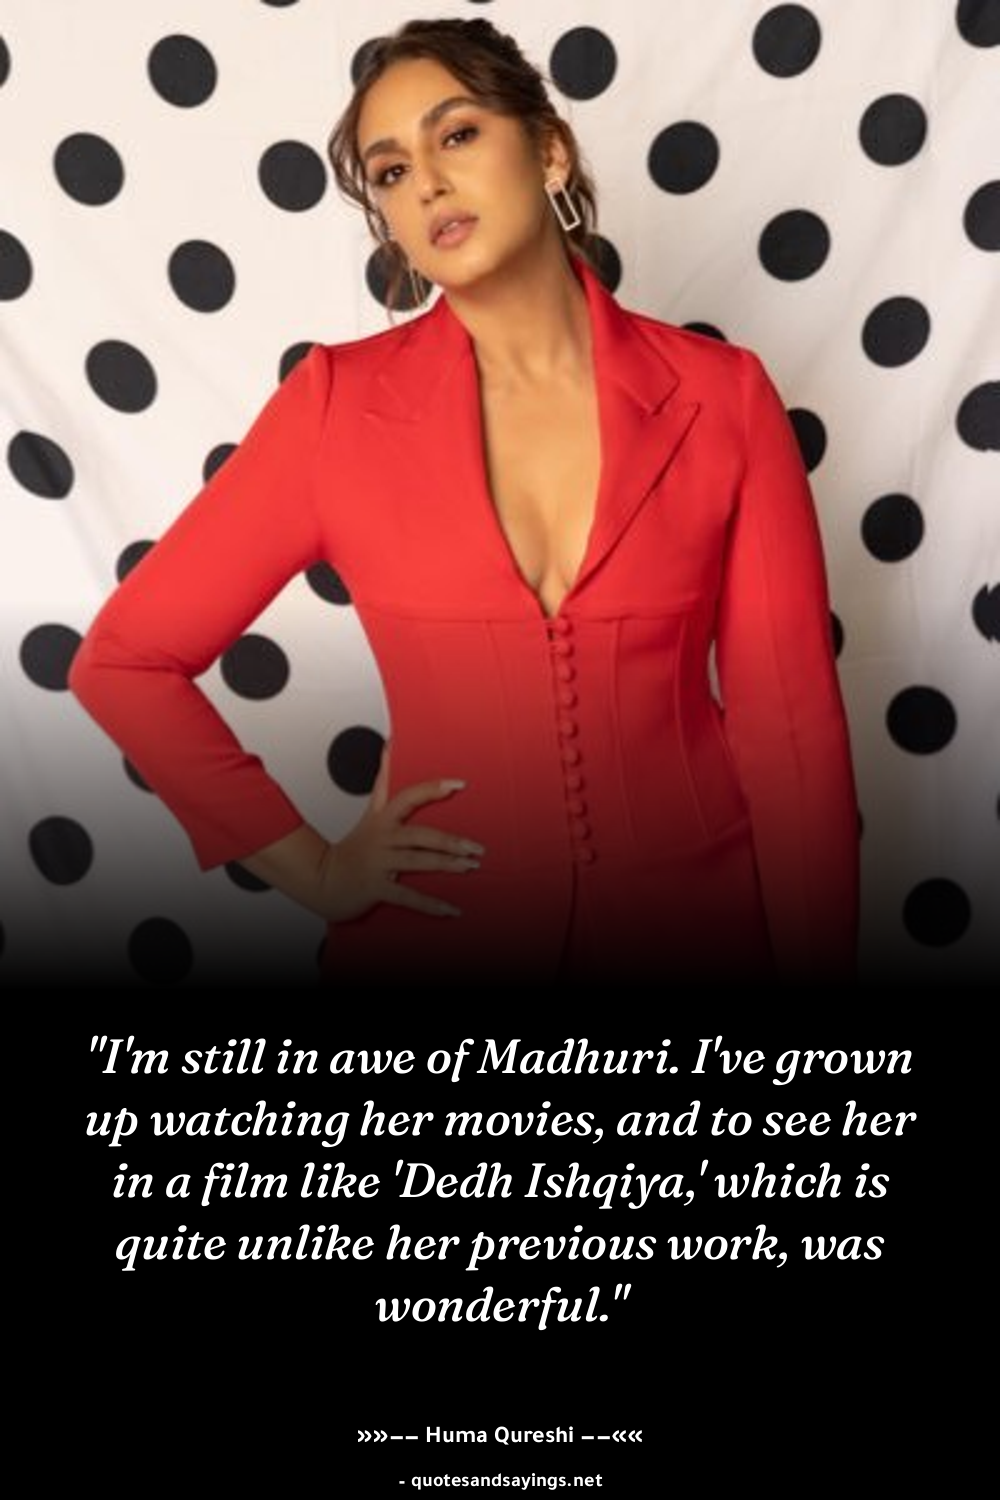 "I'm still in awe of Madhuri. I've grown
up watching her movies, and to see her
in a film like 'Dedh Ishqiya,' which is
quite unlike her previous work, was
wonderful."
»»−− Huma Qureshi −−««
- quotesandsayings.net